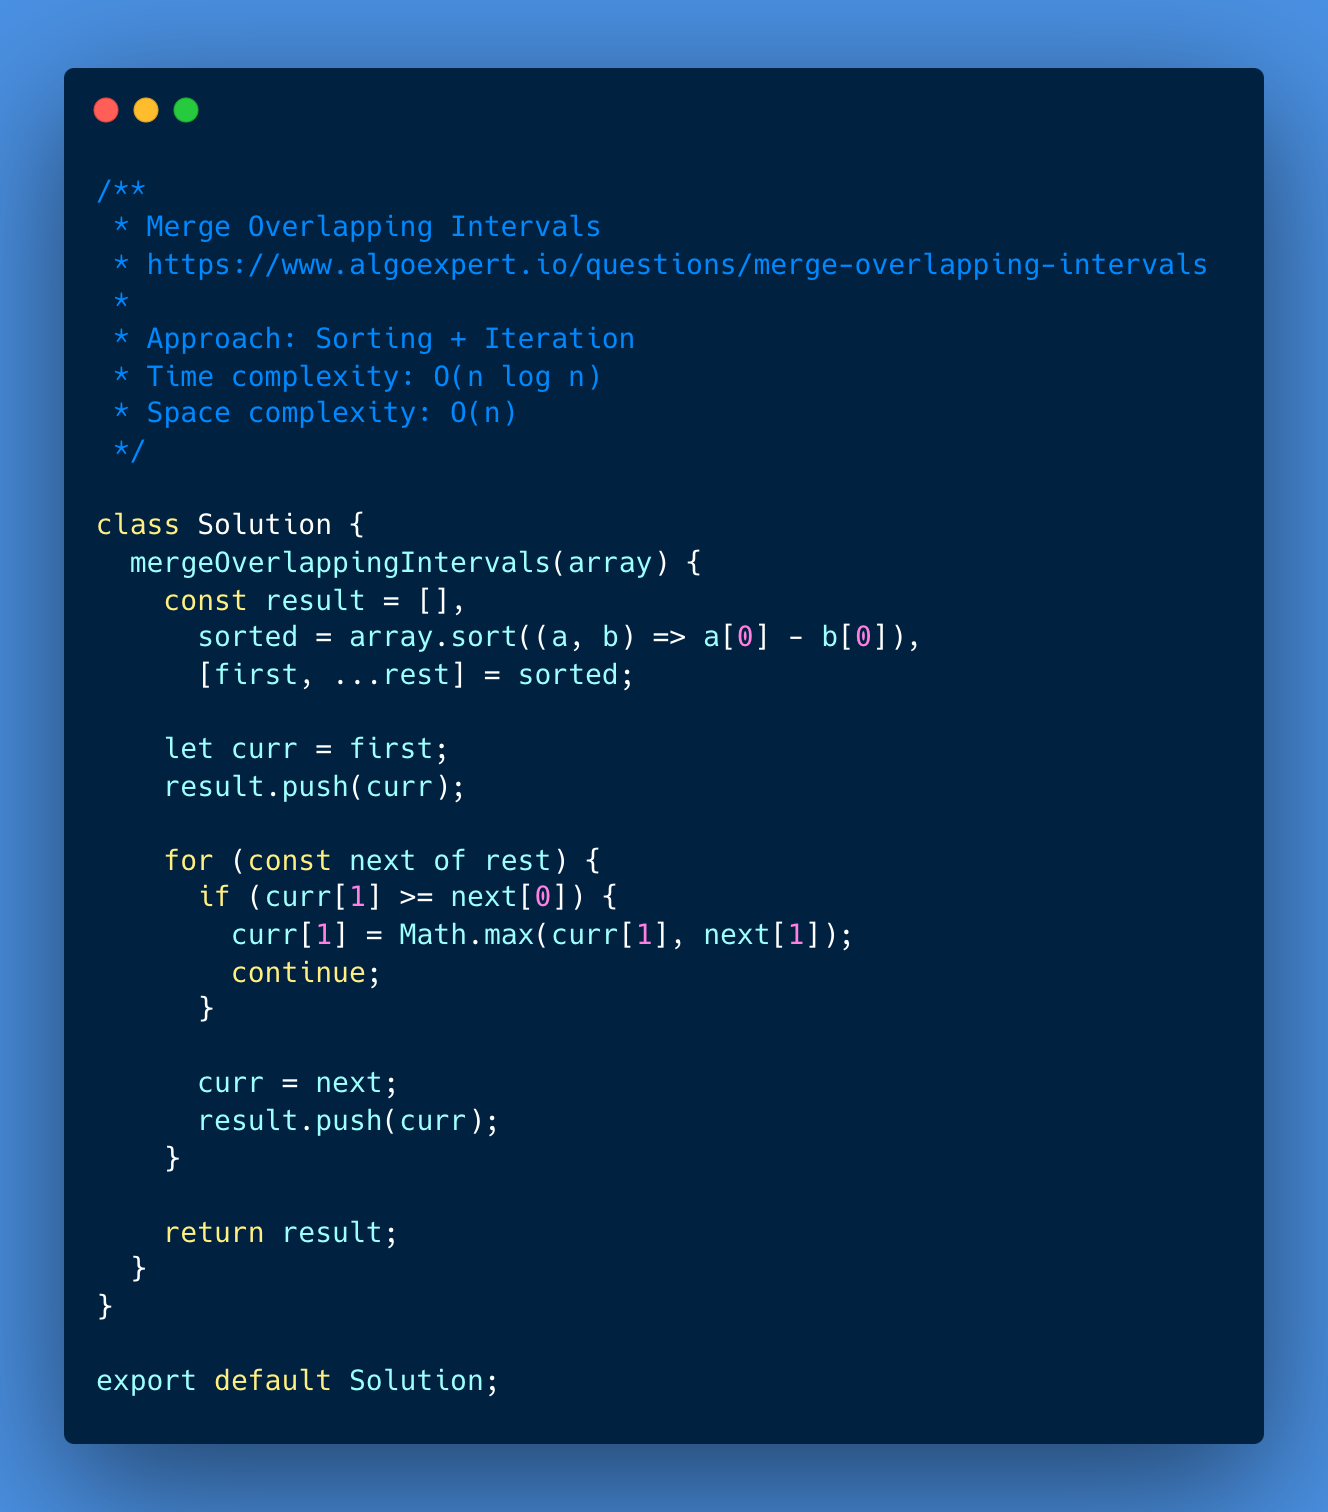 /**
 * Merge Overlapping Intervals
 * https://www.algoexpert.io/questions/merge-overlapping-intervals
 *
 * Approach: Sorting + Iteration
 * Time complexity: O(n log n)
 * Space complexity: O(n)
 */

class Solution {
  mergeOverlappingIntervals(array) {
    const result = [],
      sorted = array.sort((a, b) => a[0] - b[0]),
      [first, ...rest] = sorted;

    let curr = first;
    result.push(curr);

    for (const next of rest) {
      if (curr[1] >= next[0]) {
        curr[1] = Math.max(curr[1], next[1]);
        continue;
      }

      curr = next;
      result.push(curr);
    }

    return result;
  }
}

export default Solution;